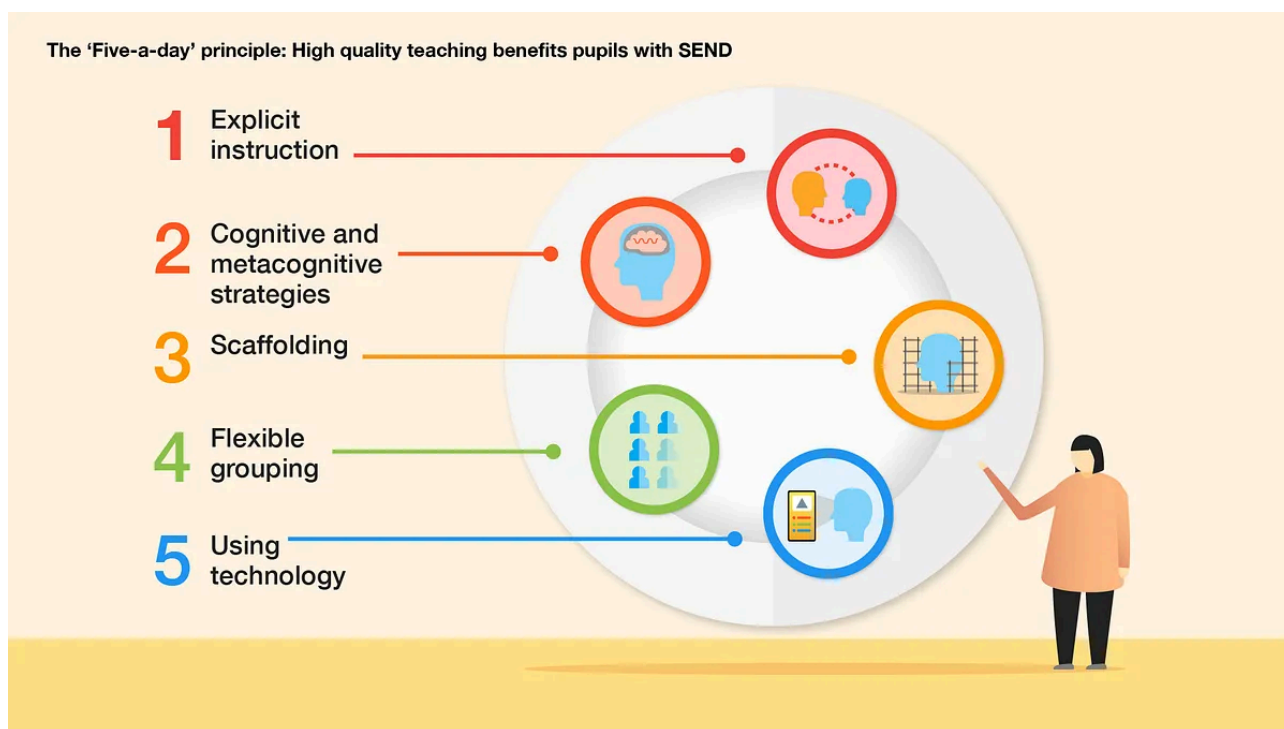 The ‘Five-a-day’ principle: High quality teaching benefits pupils with SEND
1
Explicit
instruction
2
Cognitive and
metacognitive
strategies
3
Scaffolding
4
Flexible
grouping
5
Using
technology